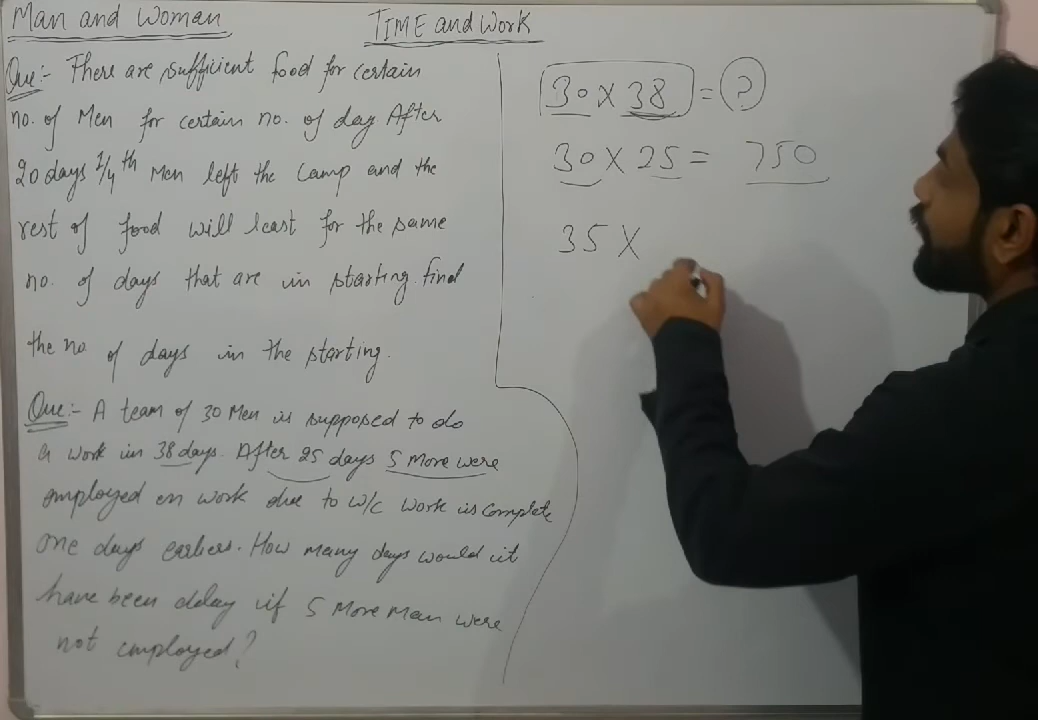 Man and Woman
TIME and Work
Que:- There are sufficient food for certain
no. of Men for certain no. of day After
20 days 1/4th Men left the Camp and the
rest of food will least for the same
no. of days that are in starting. find
the no of days in the starting.
Que:- A team of 30 Men is supposed to do
a work in 38 days. After 25 days 5 More were
employed on work due to w/c work is complete
one days earliers. How many days would it
have been delay if 5 More Man were
not employed?
30 X 38 = ?
30 X 25 = 750
35 X